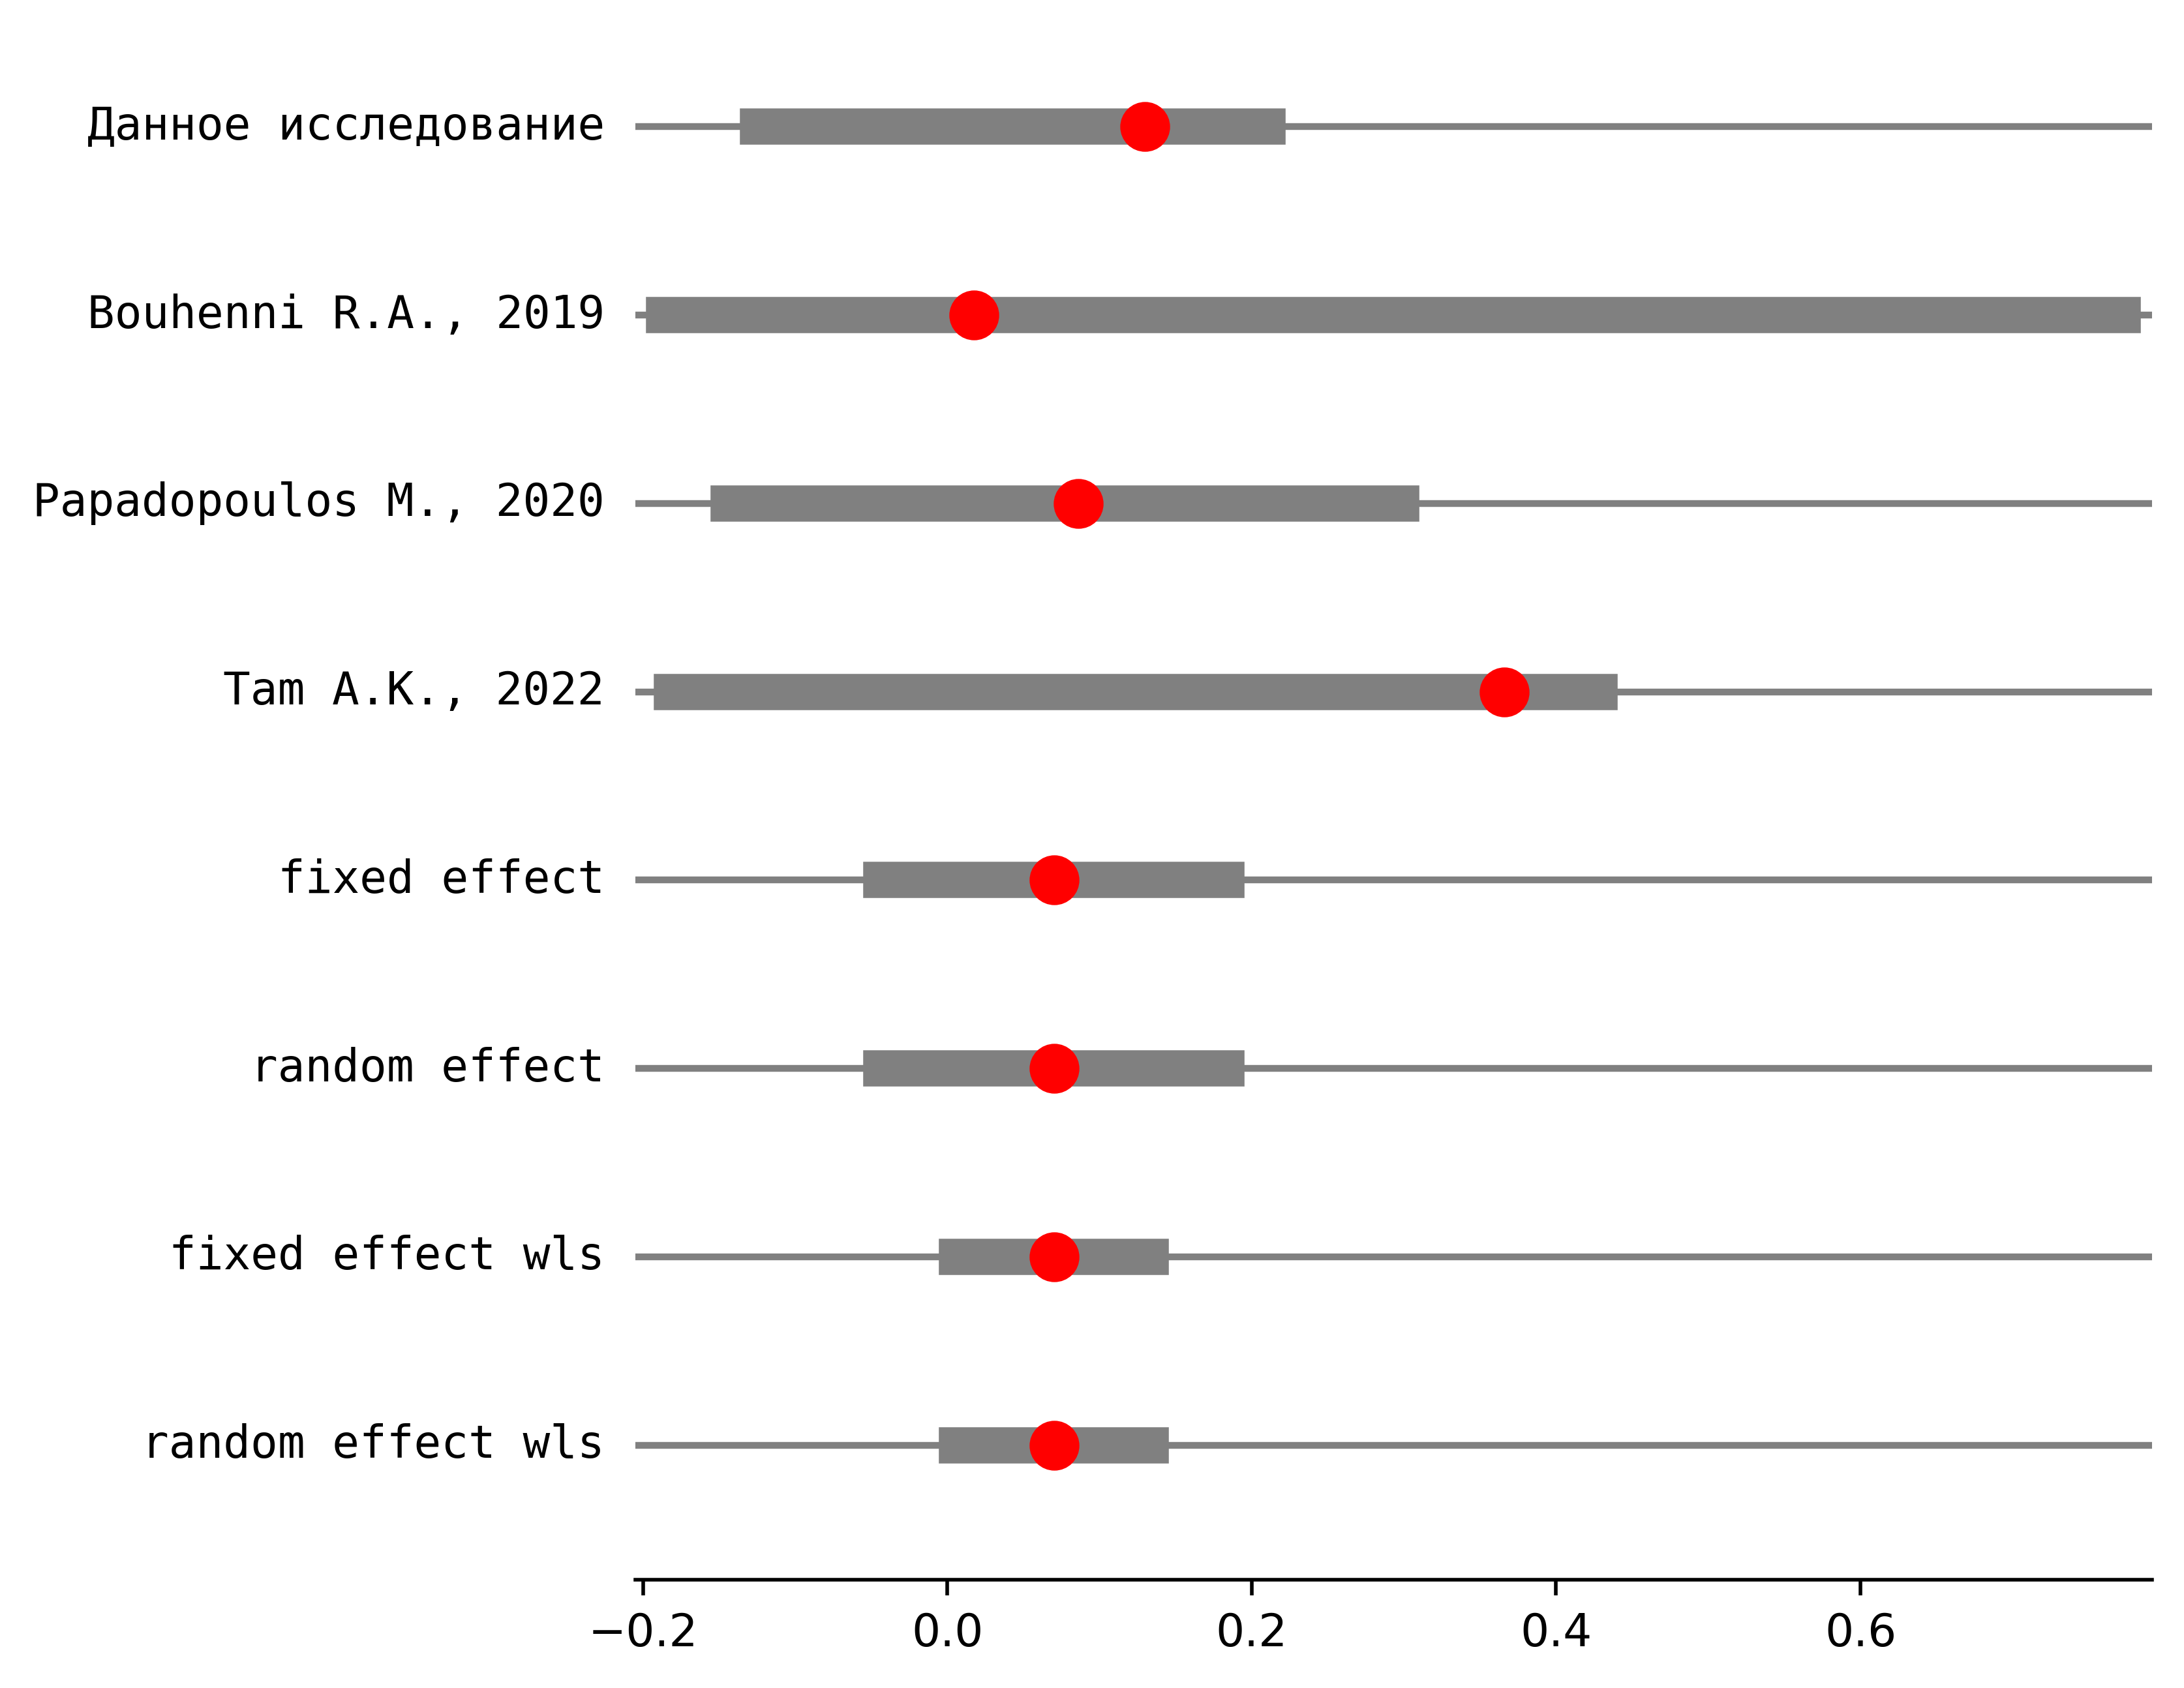 Данное исследование
Bouhenni R.A., 2019
Papadopoulos M., 2020
Tam A.K., 2022
fixed effect
random effect
fixed effect wls
random effect wls
−0.2 0.0 0.2 0.4 0.6